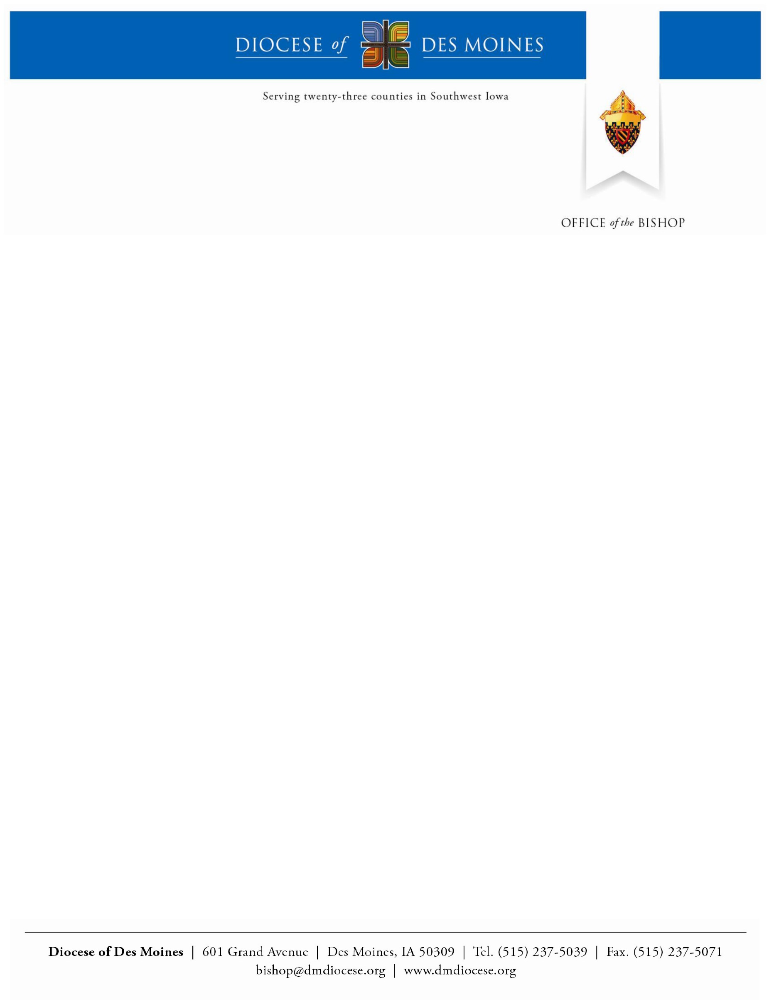 DIOCESE of DES MOINES
Serving twenty-three counties in Southwest Iowa
OFFICE of the BISHOP
Diocese of Des Moines | 601 Grand Avenue | Des Moines, IA 50309 | Tel. (515) 237-5039 | Fax. (515) 237-5071
bishop@dmdiocese.org | www.dmdiocese.org